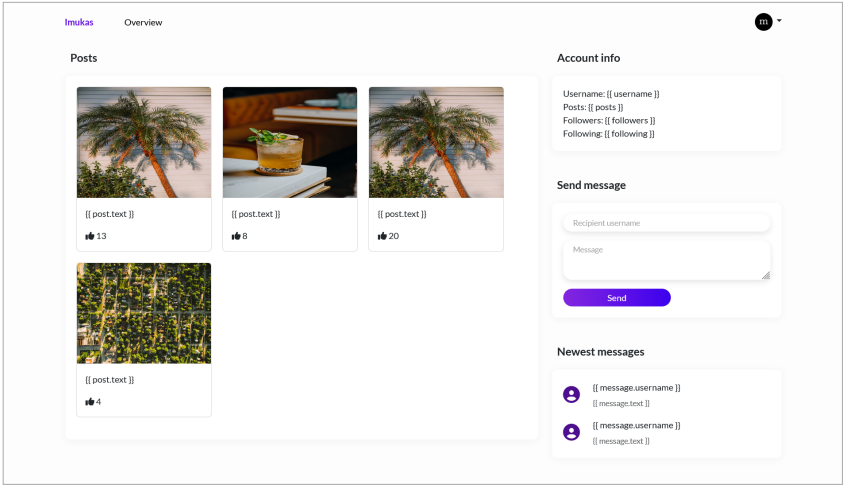 Imukas
Overview
m
Posts
{{ post.text }}
13
{{ post.text }}
8
{{ post.text }}
20
{{ post.text }}
4
Account info
Username: {{ username }}
Posts: {{ posts }}
Followers: {{ followers }}
Following: {{ following }}
Send message
Recipient username
Message
Send
Newest messages
{{ message.username }}
{{ message.text }}
{{ message.username }}
{{ message.text }}